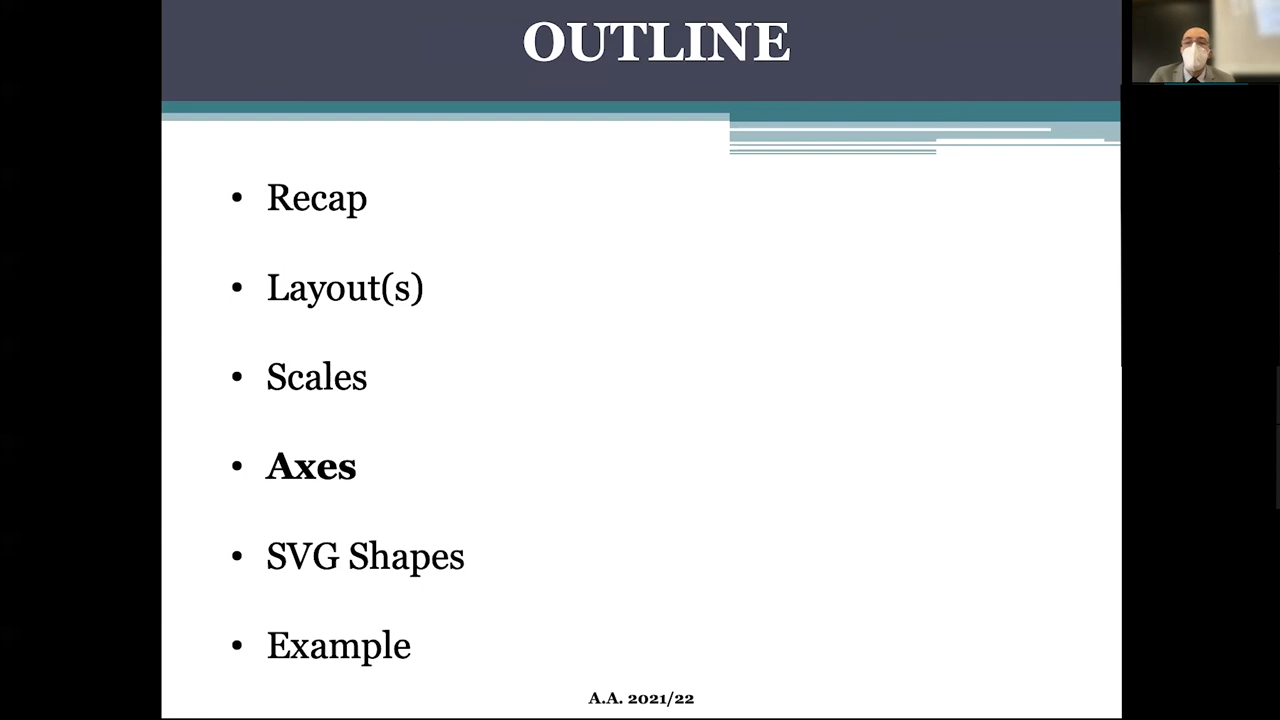 OUTLINE
• Recap
• Layout(s)
• Scales
• Axes
• SVG Shapes
• Example
A.A. 2021/22